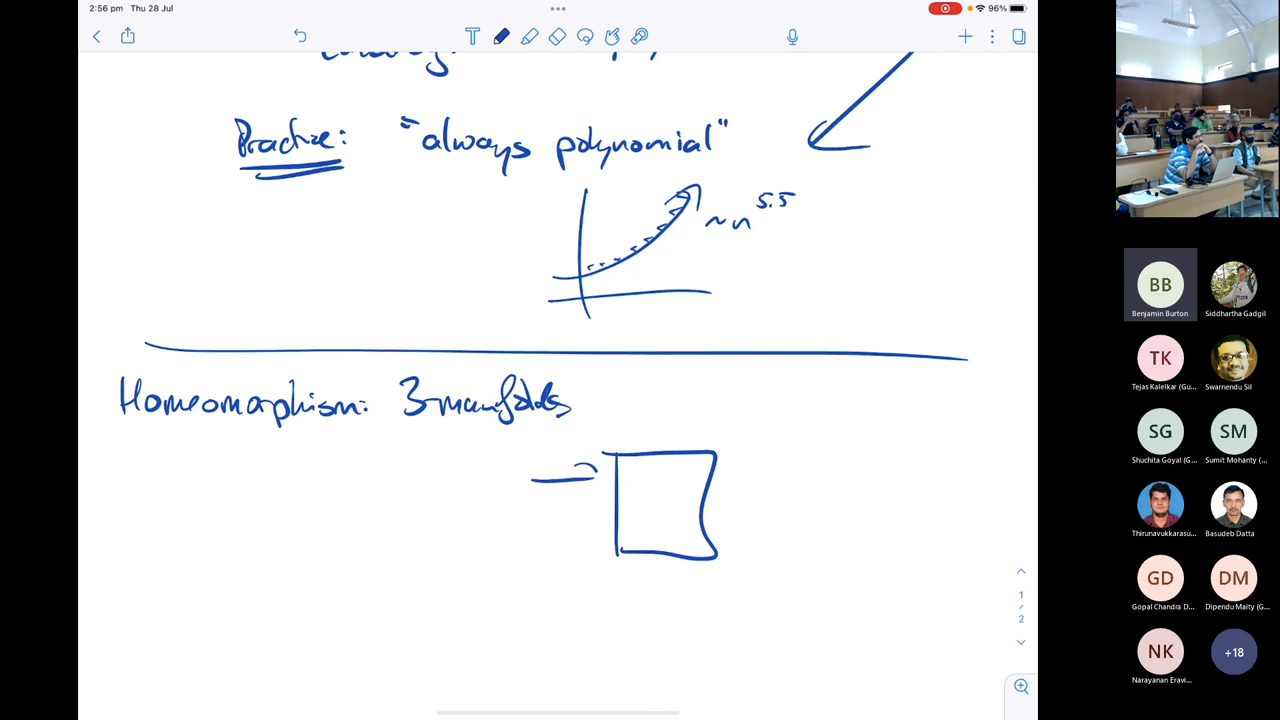 2:56 pm Thu 28 Jul
96%
Practice: "always polynomial"
~n^5.5
Homeomorphism: 3-manifolds
1
/
2
BB
Benjamin Burton
Siddhartha Gadgil
TK
Tejas Kalelkar (Gu...
Swarnendu Sil
SG
SM
Shuchita Goyal (G...
Sumit Mohanty (...
Thirunavukkarasu...
Basudeb Datta
GD
DM
Gopal Chandra D...
Dipendu Maity (G...
NK
+18
Narayanan Eravi...